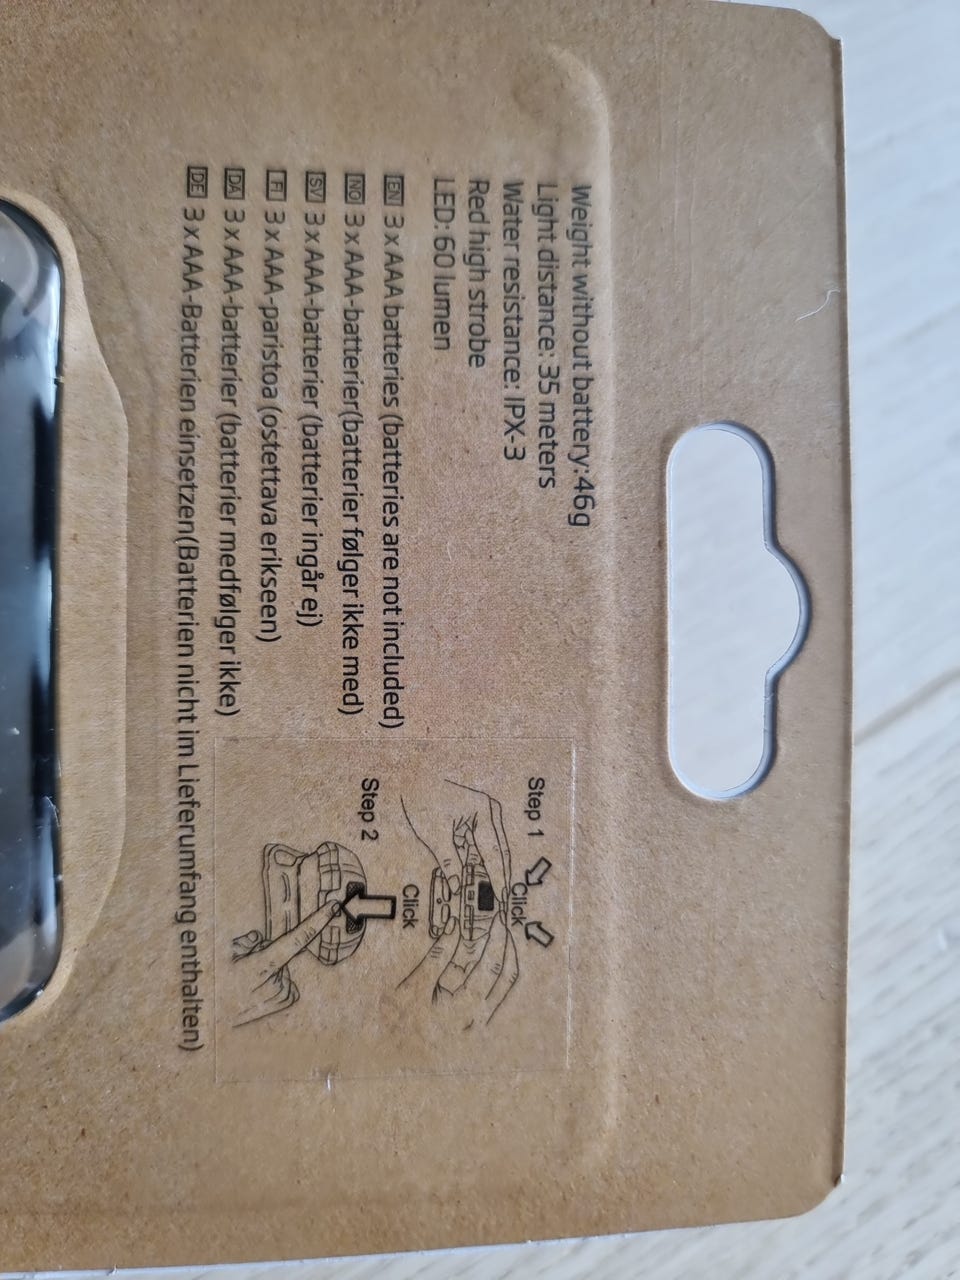 Weight without battery:46g
Light distance: 35 meters
Water resistance: IPX-3
Red high strobe
LED: 60 lumen
EN 3 x AAA batteries (batteries are not included)
NO 3 x AAA-batterier(batterier følger ikke med)
SV 3 x AAA-batterier (batterier ingår ej)
FI 3 x AAA-paristoa (ostettava erikseen)
DA 3 x AAA-batterier (batterier medfølger ikke)
DE 3 x AAA-Batterien einsetzen(Batterien nicht im Lieferumfang enthalten)
Step 1
Click
Step 2
Click